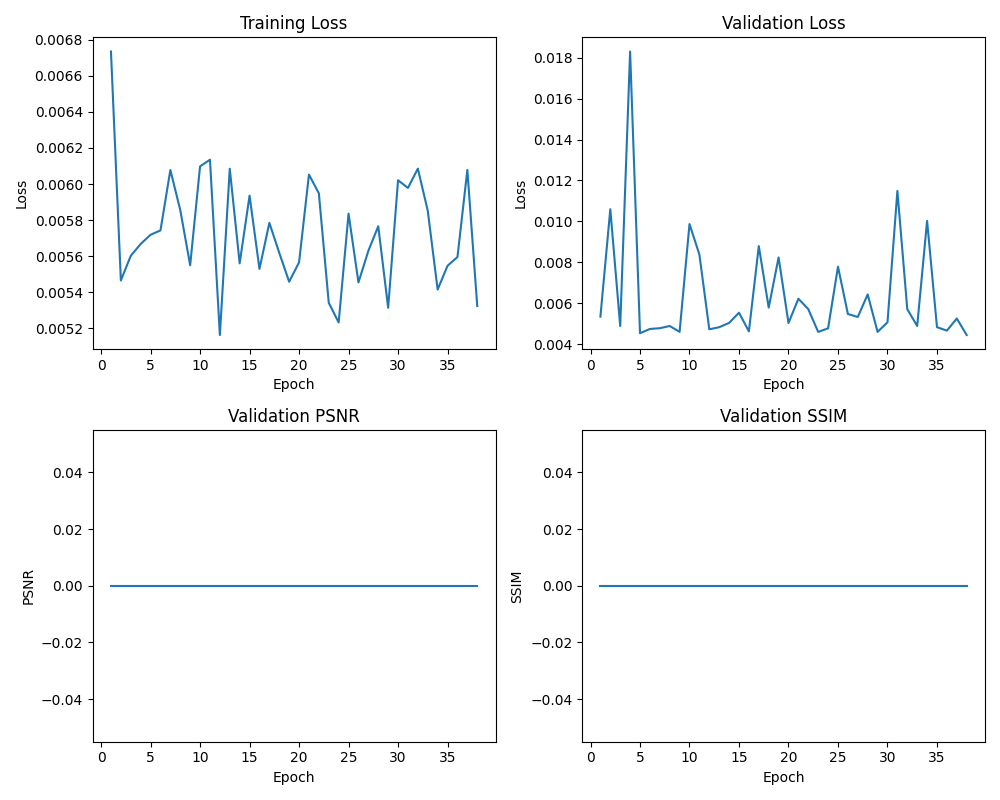 Training Loss
0.0068
0.0066
0.0064
0.0062
0.0060
0.0058
0.0056
0.0054
0.0052
Loss
0 5 10 15 20 25 30 35
Epoch
Validation Loss
0.018
0.016
0.014
0.012
0.010
0.008
0.006
0.004
Loss
0 5 10 15 20 25 30 35
Epoch
Validation PSNR
0.04
0.02
0.00
−0.02
−0.04
PSNR
0 5 10 15 20 25 30 35
Epoch
Validation SSIM
0.04
0.02
0.00
−0.02
−0.04
SSIM
0 5 10 15 20 25 30 35
Epoch